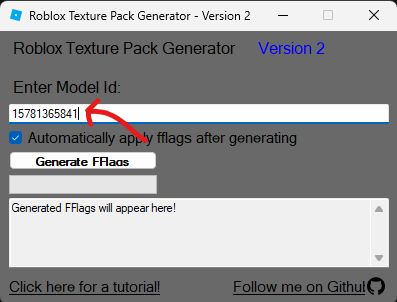 Roblox Texture Pack Generator - Version 2
Roblox Texture Pack Generator Version 2
Enter Model Id:
15781365841
Automatically apply fflags after generating
Generate FFlags
Generated FFlags will appear here!
Click here for a tutorial! Follow me on Githul